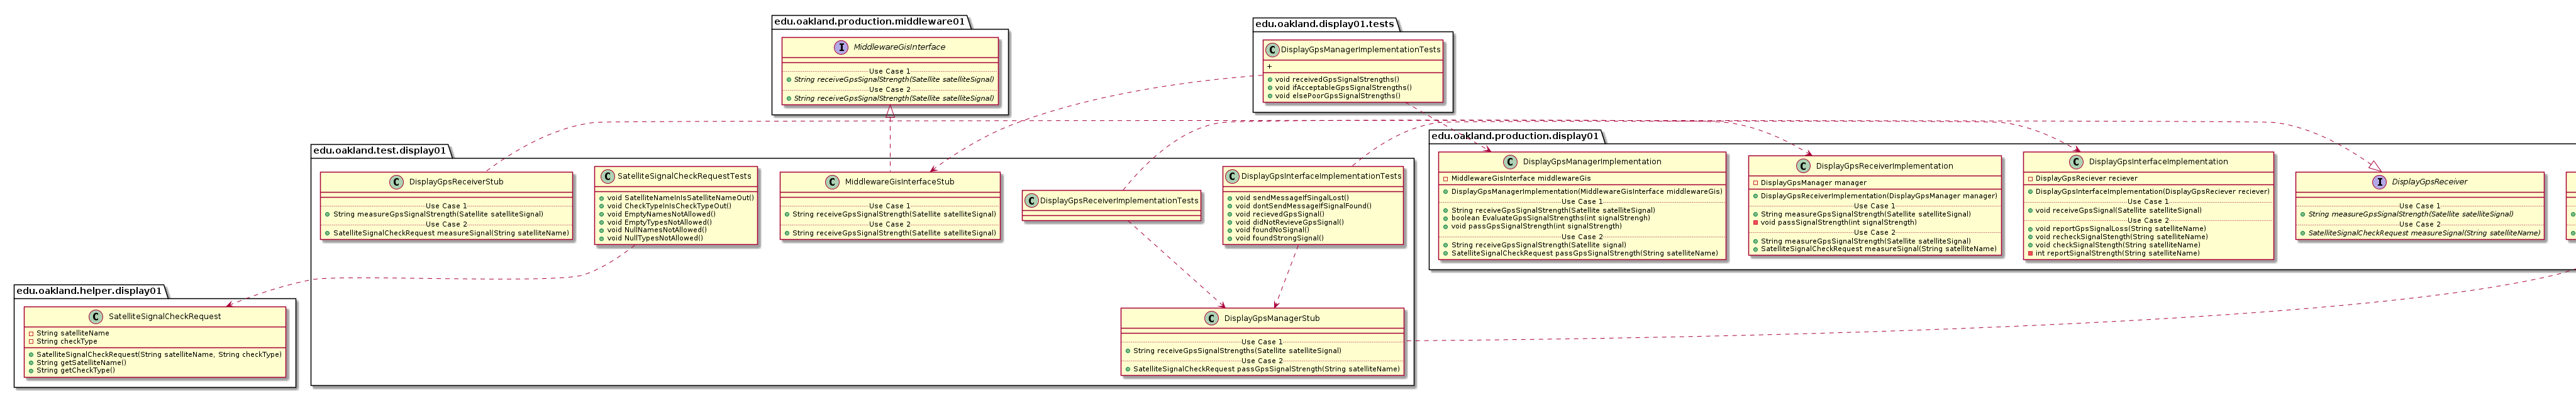 edu.oakland.production.middleware01
I MiddlewareGisInterface
Use Case 1
String receiveGpsSignalStrength(Satellite satelliteSignal)
Use Case 2
String receiveGpsSignalStrength(Satellite satelliteSignal)
edu.oakland.display01.tests
C DisplayGpsManagerImplementationTests
+
void receivedGpsSignalStrengths()
void ifAcceptableGpsSignalStrengths()
void elsePoorGpsSignalStrengths()
edu.oakland.test.display01
C DisplayGpsReceiverStub
Use Case 1
String measureGpsSignalStrength(Satellite satelliteSignal)
Use Case 2
SatelliteSignalCheckRequest measureSignal(String satelliteName)
C SatelliteSignalCheckRequestTests
void SatelliteNameInIsSatelliteNameOut()
void CheckTypeInIsCheckTypeOut()
void EmptyNamesNotAllowed()
void EmptyTypesNotAllowed()
void NullNamesNotAllowed()
void NullTypesNotAllowed()
C MiddlewareGisInterfaceStub
Use Case 1
String receiveGpsSignalStrength(Satellite satelliteSignal)
Use Case 2
String receiveGpsSignalStrength(Satellite satelliteSignal)
C DisplayGpsReceiverImplementationTests
C DisplayGpsInterfaceImplementationTests
void sendMessageIfSingalLost()
void dontSendMessageIfSignalFound()
void recievedGpsSignal()
void didNotRevieveGpsSignal()
void foundNoSignal()
void foundStrongSignal()
C DisplayGpsManagerStub
Use Case 1
String receiveGpsSignalStrengths(Satellite satelliteSignal)
Use Case 2
SatelliteSignalCheckRequest passGpsSignalStrength(String satelliteName)
edu.oakland.production.display01
C DisplayGpsManagerImplementation
MiddlewareGisInterface middlewareGis
DisplayGpsManagerImplementation(MiddlewareGisInterface middlewareGis)
Use Case 1
String receiveGpsSignalStrength(Satellite satelliteSignal)
boolean EvaluateGpsSignalStrengths(int signalStrengh)
void passGpsSignalStrength(int signalStrength)
Use Case 2
String receiveGpsSignalStrength(Satellite signal)
SatelliteSignalCheckRequest passGpsSignalStrength(String satelliteName)
C DisplayGpsReceiverImplementation
DisplayGpsManager manager
DisplayGpsReceiverImplementation(DisplayGpsManager manager)
Use Case 1
String measureGpsSignalStrength(Satellite satelliteSignal)
void passSignalStrength(int signalStrength)
Use Case 2
String measureGpsSignalStrength(Satellite satelliteSignal)
SatelliteSignalCheckRequest measureSignal(String satelliteName)
C DisplayGpsInterfaceImplementation
DisplayGpsReciever reciever
DisplayGpsInterfaceImplementation(DisplayGpsReciever reciever)
Use Case 1
void receiveGpsSignal(Satellite satelliteSignal)
Use Case 2
void reportGpsSignalLoss(String satelliteName)
void recheckSignalStength(String satelliteName)
void checkSignalStength(String satelliteName)
int reportSignalStrength(String satelliteName)
I DisplayGpsReceiver
Use Case 1
String measureGpsSignalStrength(Satellite satelliteSignal)
Use Case 2
SatelliteSignalCheckRequest measureSignal(String satelliteName)
edu.oakland.helper.display01
C SatelliteSignalCheckRequest
String satelliteName
String checkType
SatelliteSignalCheckRequest(String satelliteName, String checkType)
String getSatelliteName()
String getCheckType()